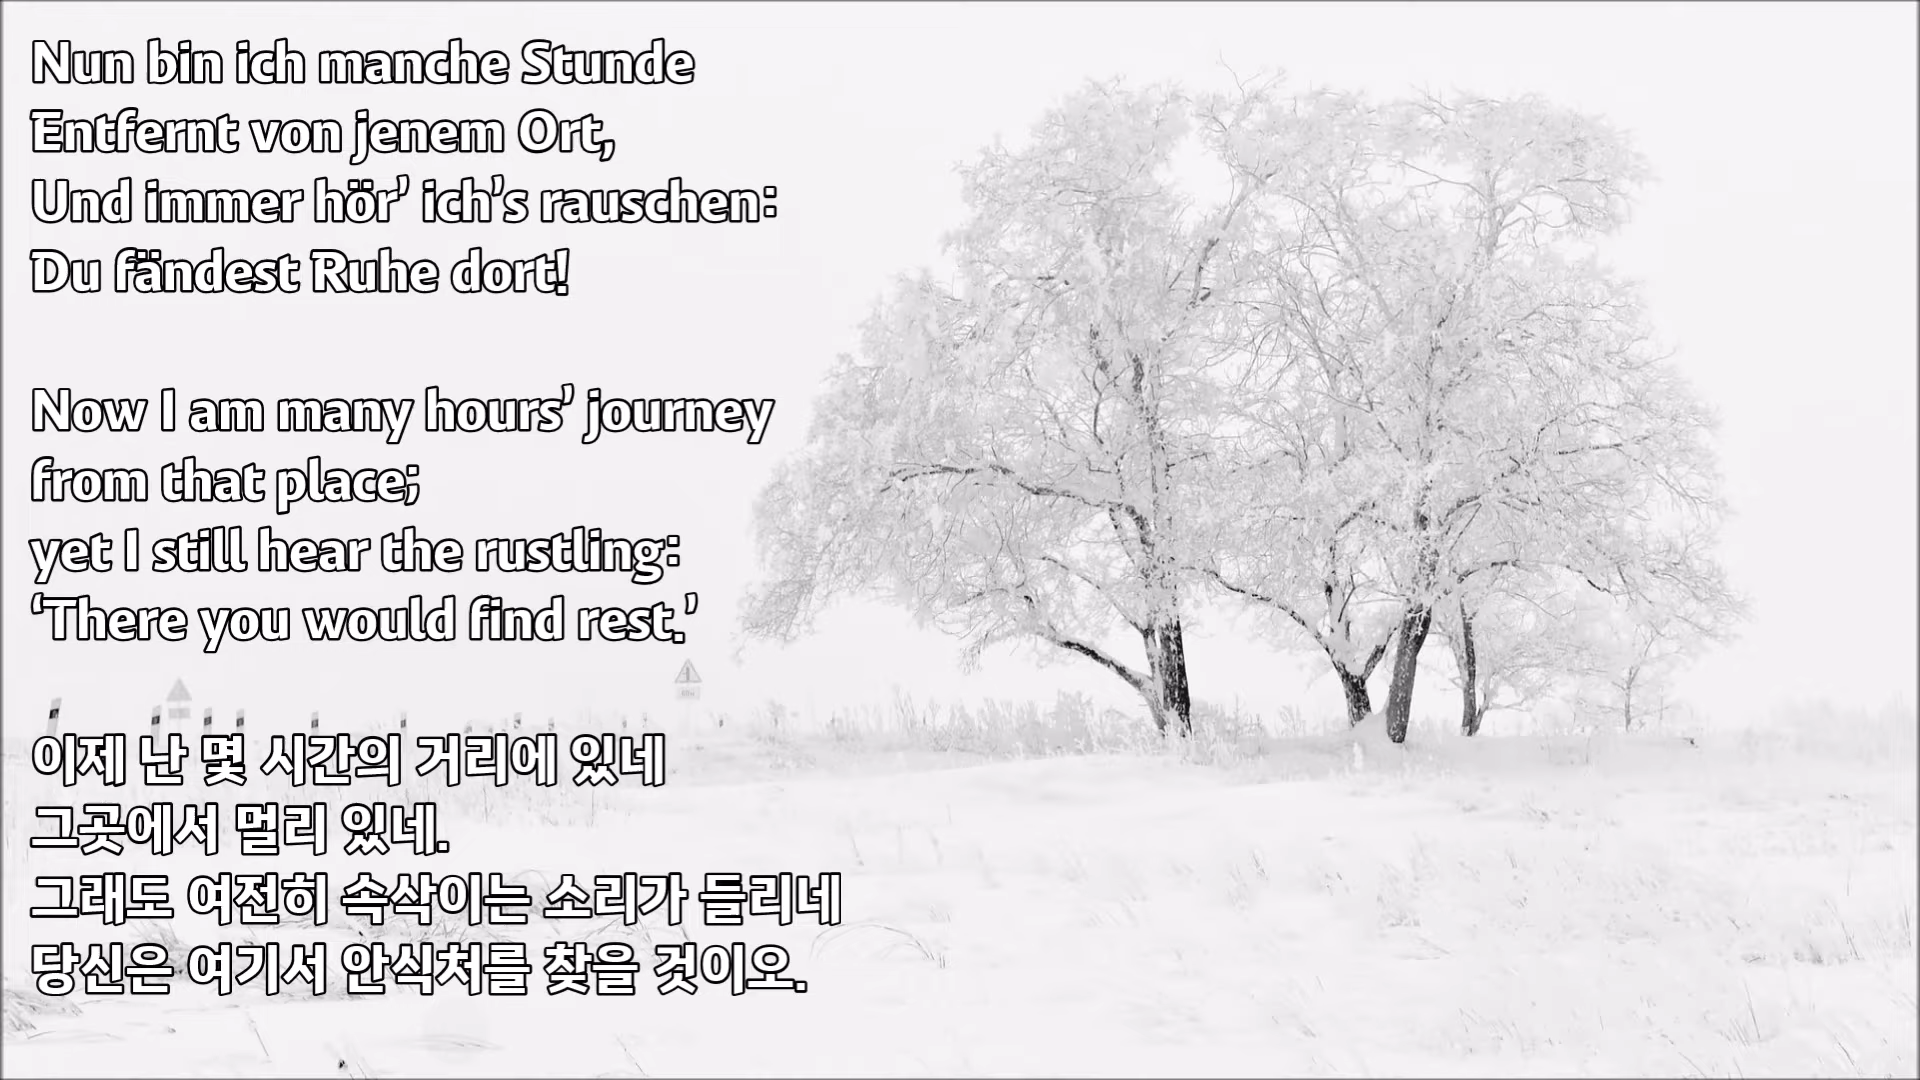 Nun bin ich manche Stunde
Entfernt von jenem Ort,
Und immer hör’ ich’s rauschen:
Du fändest Ruhe dort!
Now I am many hours’ journey
from that place;
yet I still hear the rustling:
‘There you would find rest.’
이제 난 몇 시간의 거리에 있네
그곳에서 멀리 있네.
그래도 여전히 속삭이는 소리가 들리네
당신은 여기서 안식처를 찾을 것이오.